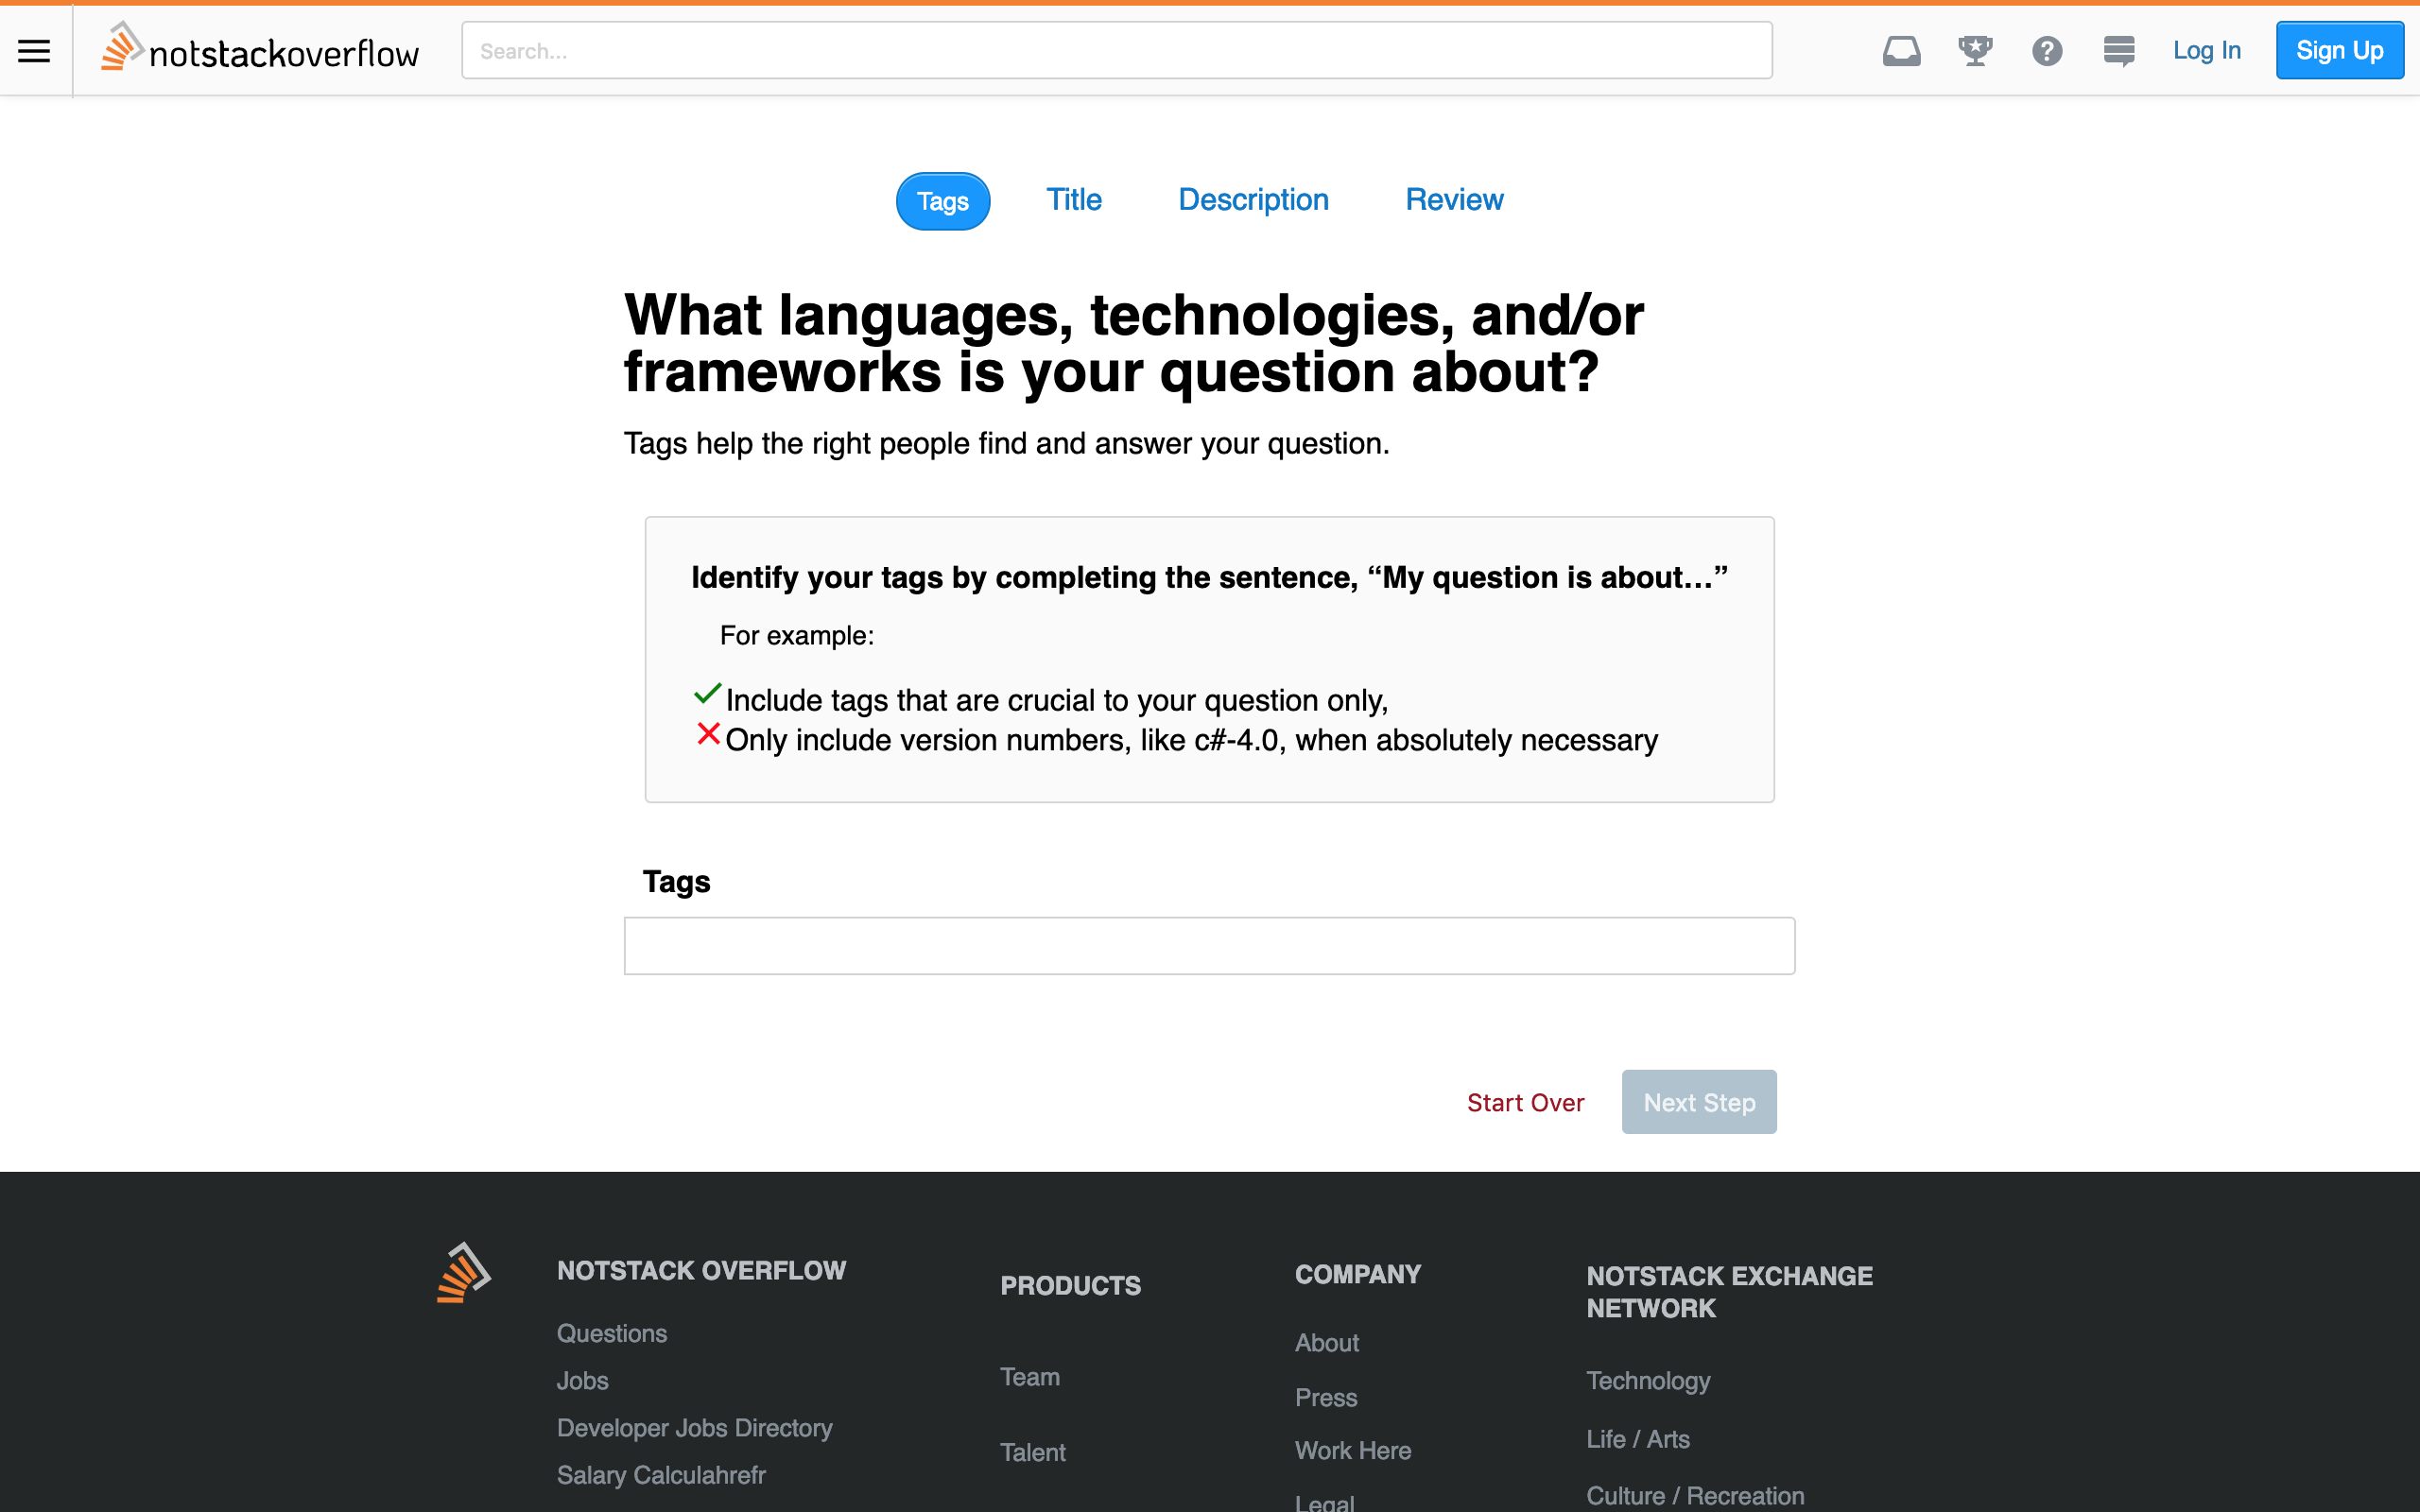 notstackoverflow
Search...
Log In
Sign Up
Tags
Title
Description
Review
What languages, technologies, and/or
frameworks is your question about?
Tags help the right people find and answer your question.
Identify your tags by completing the sentence, “My question is about…”
For example:
Include tags that are crucial to your question only,
Only include version numbers, like c#-4.0, when absolutely necessary
Tags
Start Over
Next Step
NOTSTACK OVERFLOW
Questions
Jobs
Developer Jobs Directory
Salary Calculahrefr
PRODUCTS
Team
Talent
COMPANY
About
Press
Work Here
Legal
NOTSTACK EXCHANGE
NETWORK
Technology
Life / Arts
Culture / Recreation